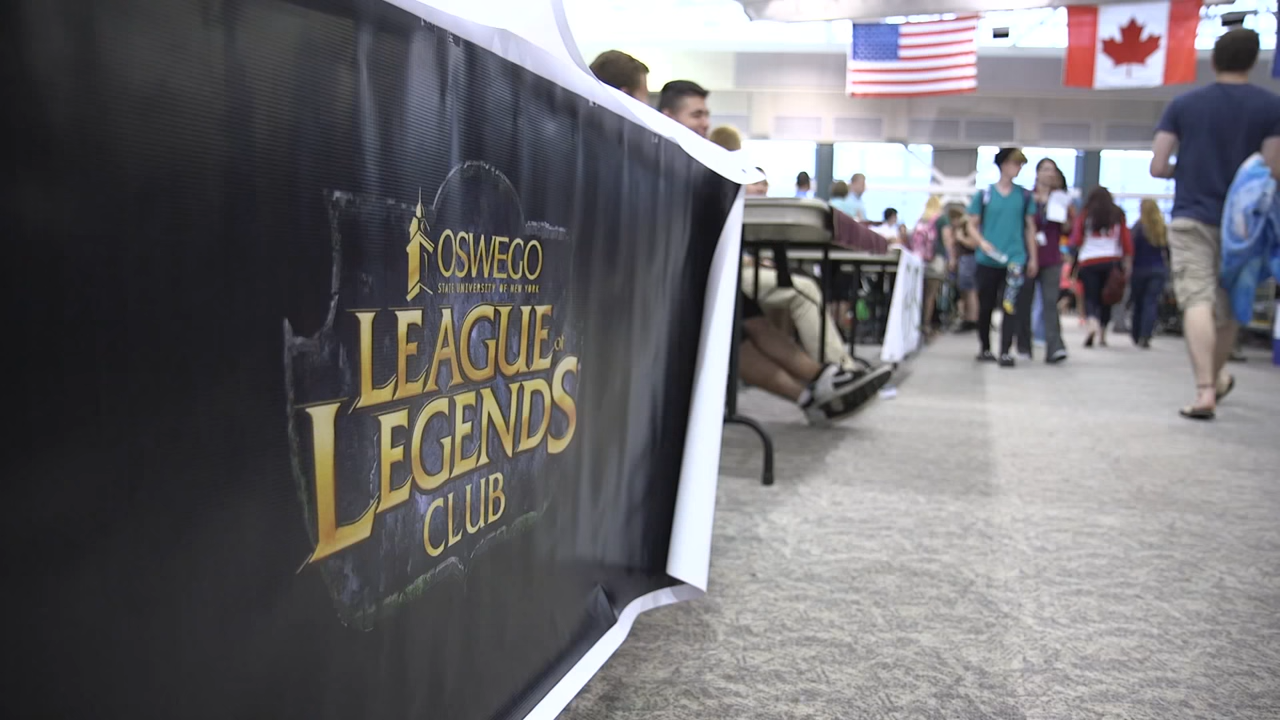 OSWEGO
STATE UNIVERSITY OF NEW YORK
LEAGUE of
LEGENDS
CLUB